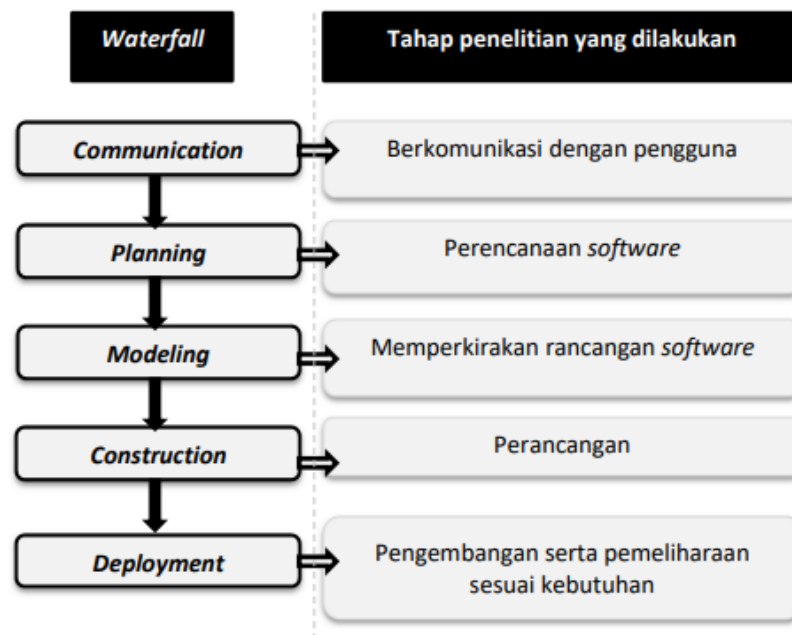 Waterfall
Tahap penelitian yang dilakukan
Communication
Berkomunikasi dengan pengguna
Planning
Perencanaan software
Modeling
Memperkirakan rancangan software
Construction
Perancangan
Deployment
Pengembangan serta pemeliharaan
sesuai kebutuhan